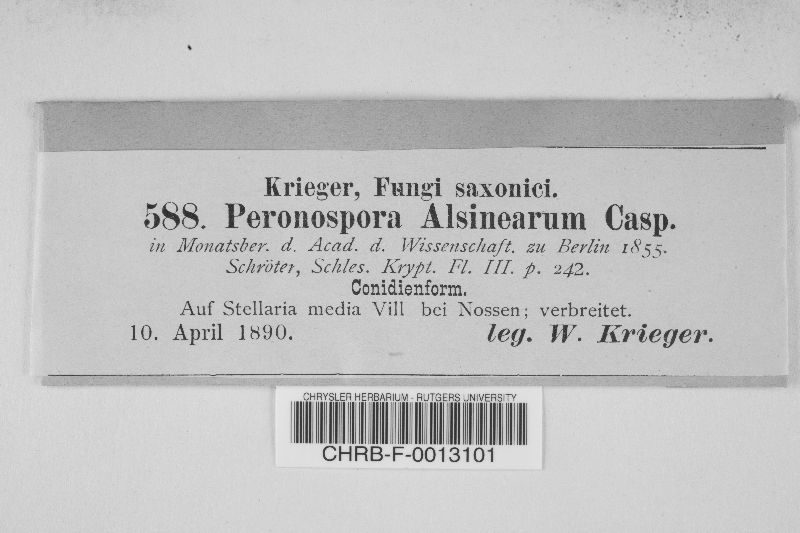 Krieger, Fungi saxonici.
588. Peronospora Alsinearum Casp.
in Monatsber. d. Acad. d. Wissenschaft. zu Berlin 1855.
Schröter, Schles. Krypt. Fl. III. p. 242.
Conidienform.
Auf Stellaria media Vill bei Nossen; verbreitet.
10. April 1890. leg. W. Krieger.
CHRYSLER HERBARIUM - RUTGERS UNIVERSITY
CHRB-F-0013101